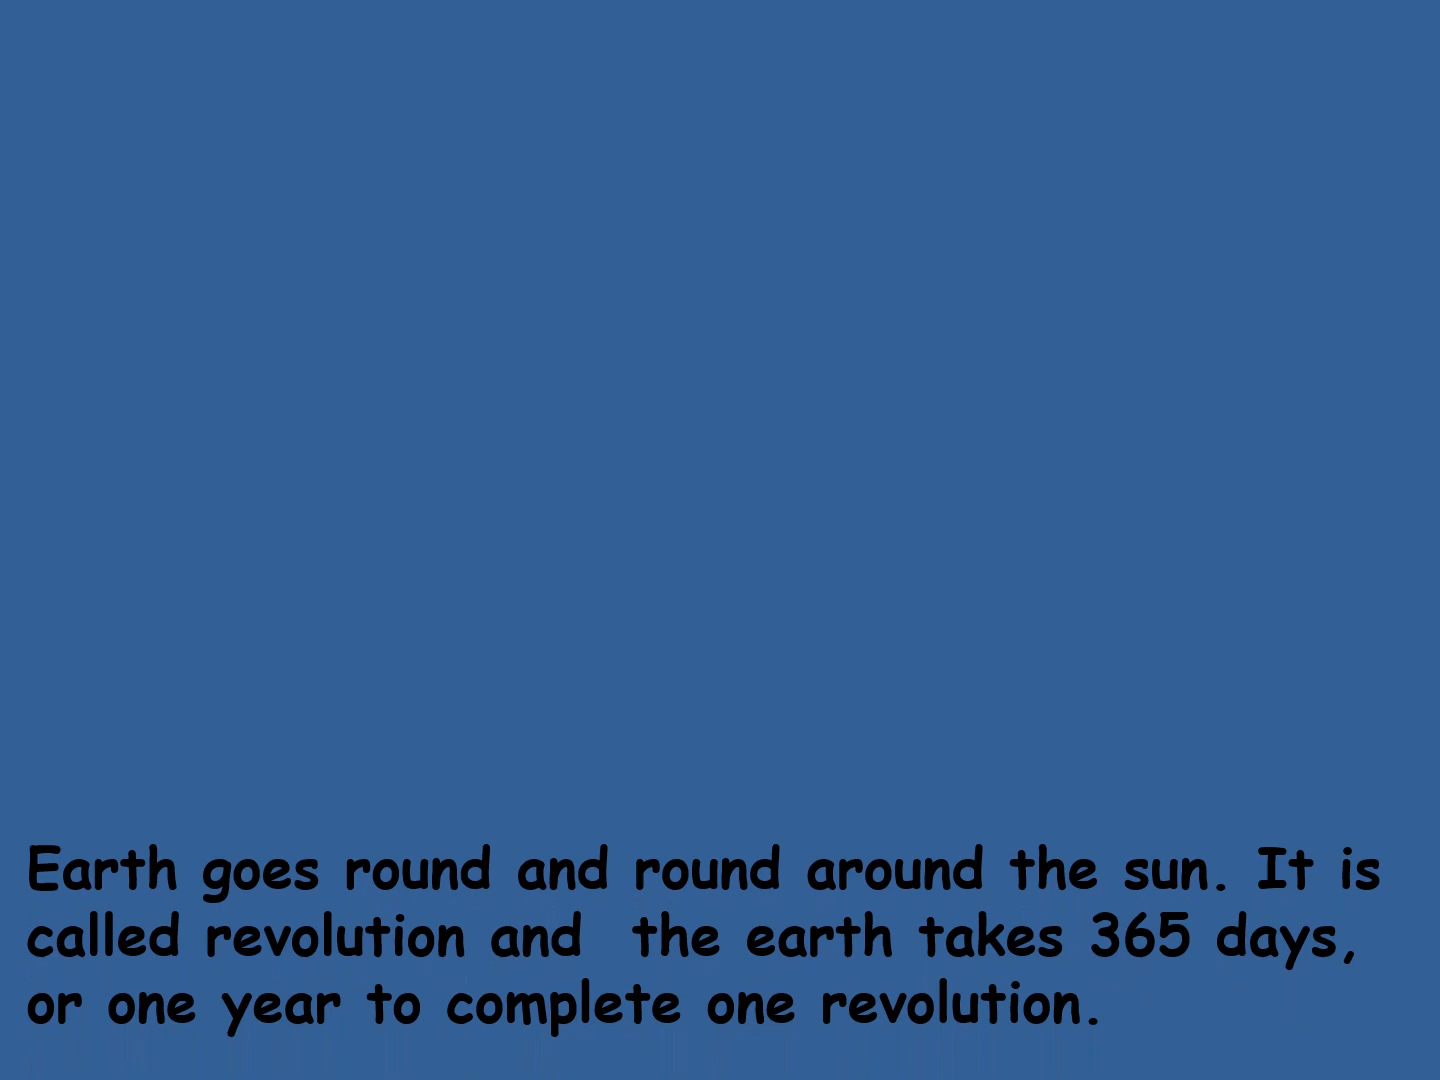 Earth goes round and round around the sun. It is
called revolution and  the earth takes 365 days,
or one year to complete one revolution.